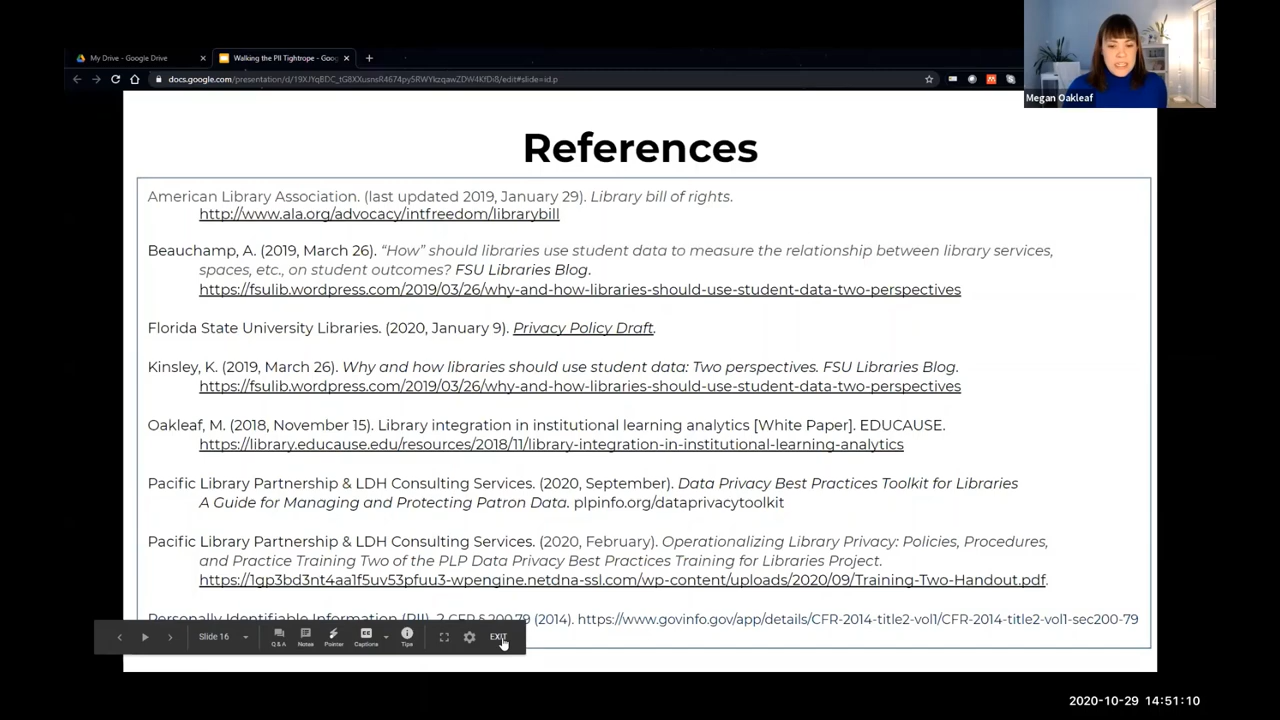 My Drive - Google Drive
Walking the PII Tightrope - Goo
docs.google.com/presentation/d/
Megan Oakleaf
References
American Library Association. (last updated 2019, January 29). Library bill of rights.
http://www.ala.org/advocacy/intfreedom/librarybill
Beauchamp, A. (2019, March 26). “How” should libraries use student data to measure the relationship between library services,
spaces, etc., on student outcomes? FSU Libraries Blog.
https://fsulib.wordpress.com/2019/03/26/why-and-how-libraries-should-use-student-data-two-perspectives
Florida State University Libraries. (2020, January 9). Privacy Policy Draft.
Kinsley, K. (2019, March 26). Why and how libraries should use student data: Two perspectives. FSU Libraries Blog.
https://fsulib.wordpress.com/2019/03/26/why-and-how-libraries-should-use-student-data-two-perspectives
Oakleaf, M. (2018, November 15). Library integration in institutional learning analytics [White Paper]. EDUCAUSE.
https://library.educause.edu/resources/2018/11/library-integration-in-institutional-learning-analytics
Pacific Library Partnership & LDH Consulting Services. (2020, September). Data Privacy Best Practices Toolkit for Libraries
A Guide for Managing and Protecting Patron Data. plpinfo.org/dataprivacytoolkit
Pacific Library Partnership & LDH Consulting Services. (2020, February). Operationalizing Library Privacy: Policies, Procedures,
and Practice Training Two of the PLP Data Privacy Best Practices Training for Libraries Project.
https://1gp3bd3nt4aa1f5uv53pfuu3-wpengine.netdna-ssl.com/wp-content/uploads/2020/09/Training-Two-Handout.pdf.
Personally Identifiable Information (PII), 2 CFR § 200.79 (2014). https://www.govinfo.gov/app/details/CFR-2014-title2-vol1/CFR-2014-title2-vol1-sec200-79
Slide 16
Q & A
Notes
Pointer
Captions
Tips
EXIT
2020-10-29 14:51:10